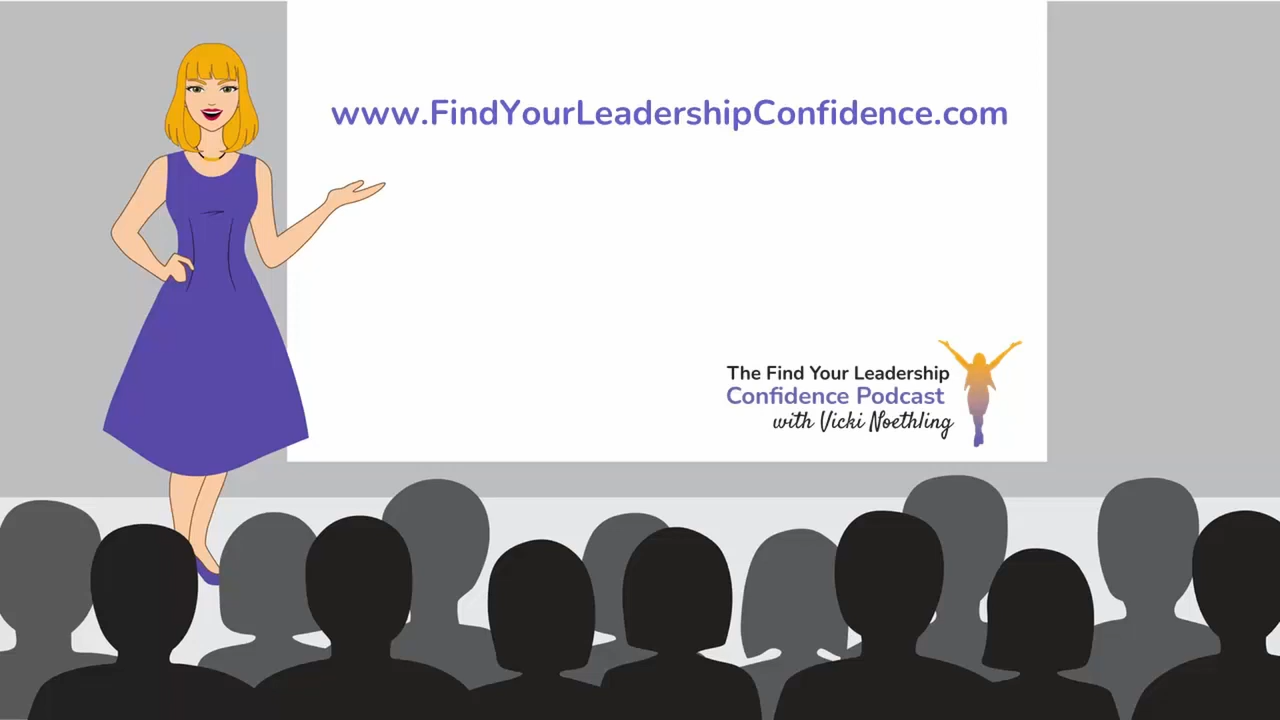 www.FindYourLeadershipConfidence.com
The Find Your Leadership
Confidence Podcast
with Vicki Noethling